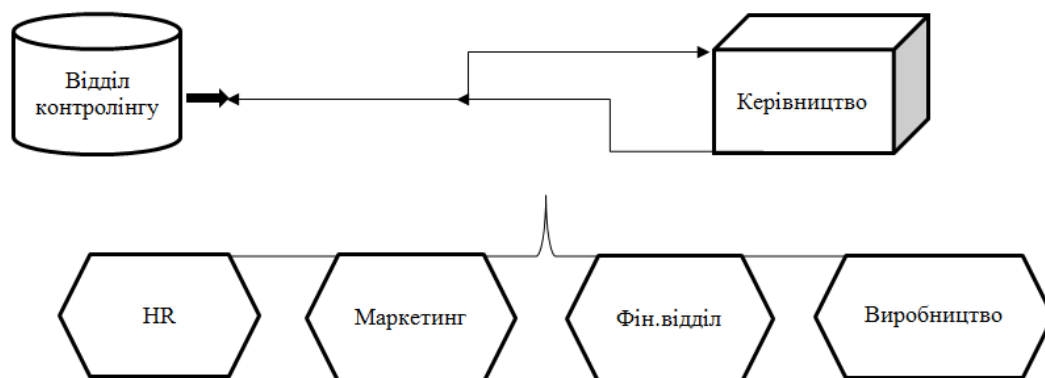 Відділ
контролінгу
Керівництво
HR
Маркетинг
Фін.відділ
Виробництво